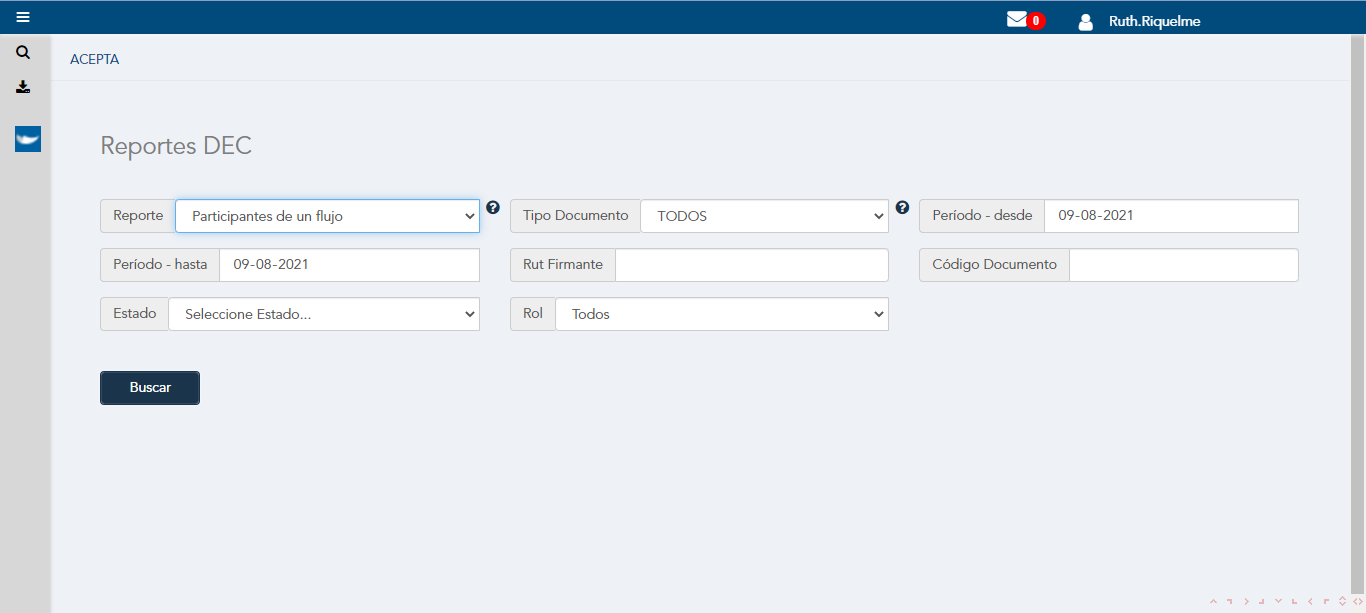 0 Ruth.Riquelme
ACEPTA
Reportes DEC
Reporte Participantes de un flujo Tipo Documento TODOS Período - desde 09-08-2021
Período - hasta 09-08-2021 Rut Firmante Código Documento
Estado Seleccione Estado... Rol Todos
Buscar